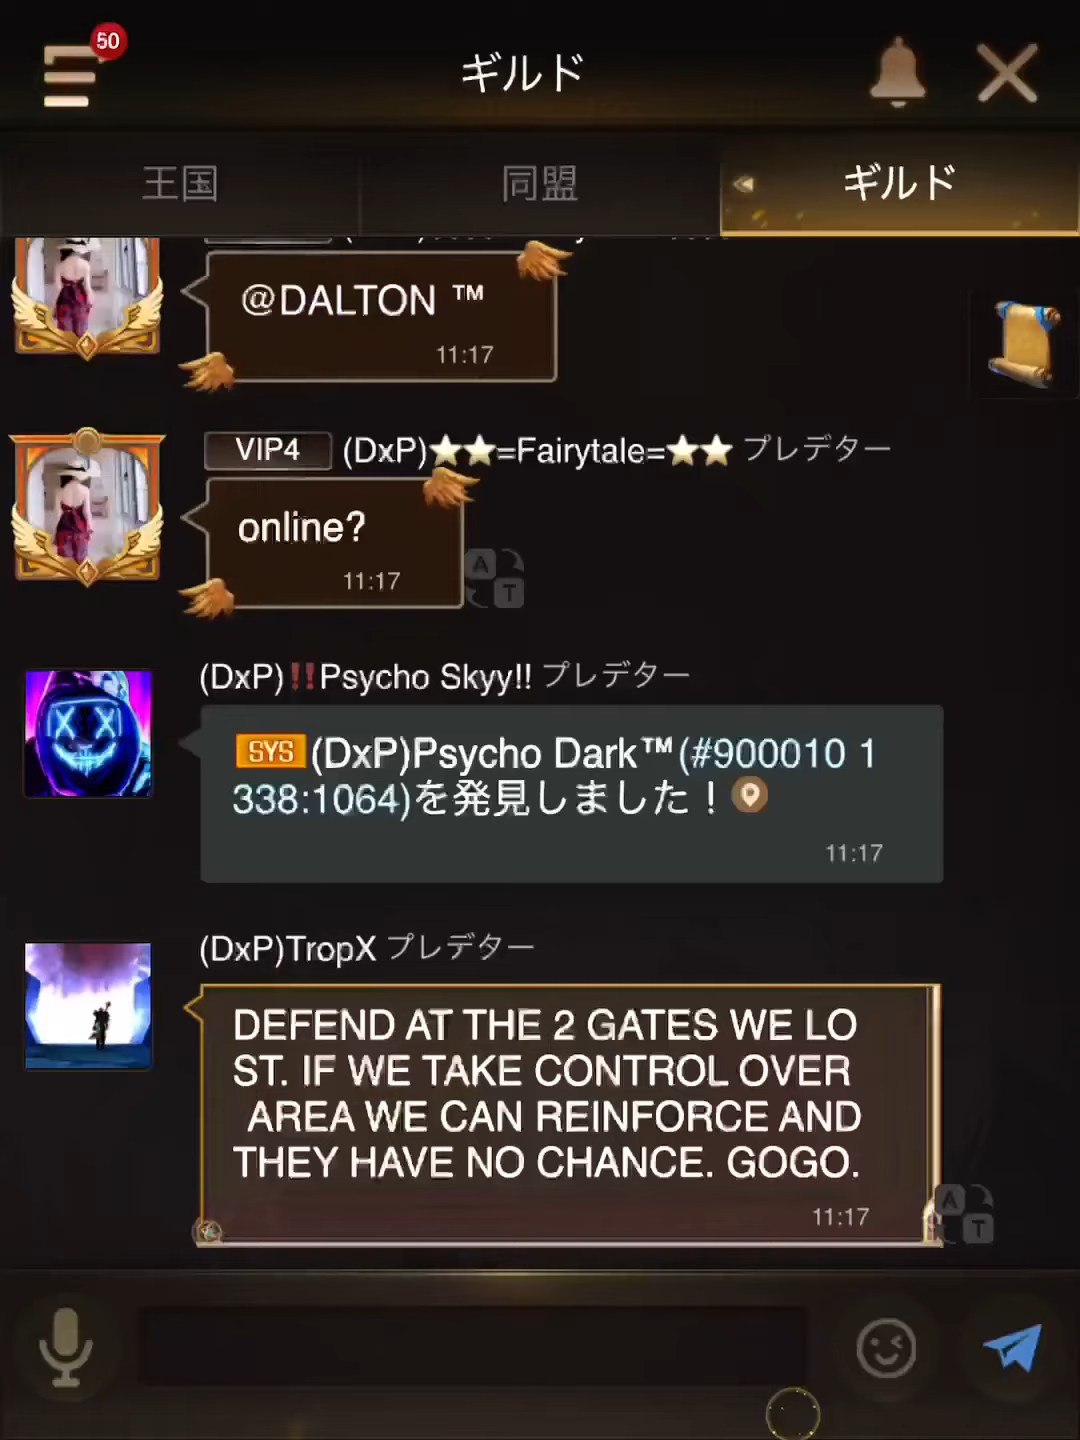 50
ギルド
王国
同盟
ギルド
@DALTON ™
11:17
VIP4 (DxP)★★=Fairytale=★★ プレデター
online?
11:17
A
T
(DxP)‼Psycho Skyy!! プレデター
SYS (DxP)Psycho Dark™(#900010 1
338:1064)を発見しました！
11:17
(DxP)TropX プレデター
DEFEND AT THE 2 GATES WE LO
ST. IF WE TAKE CONTROL OVER
AREA WE CAN REINFORCE AND
THEY HAVE NO CHANCE. GOGO.
11:17
A
T